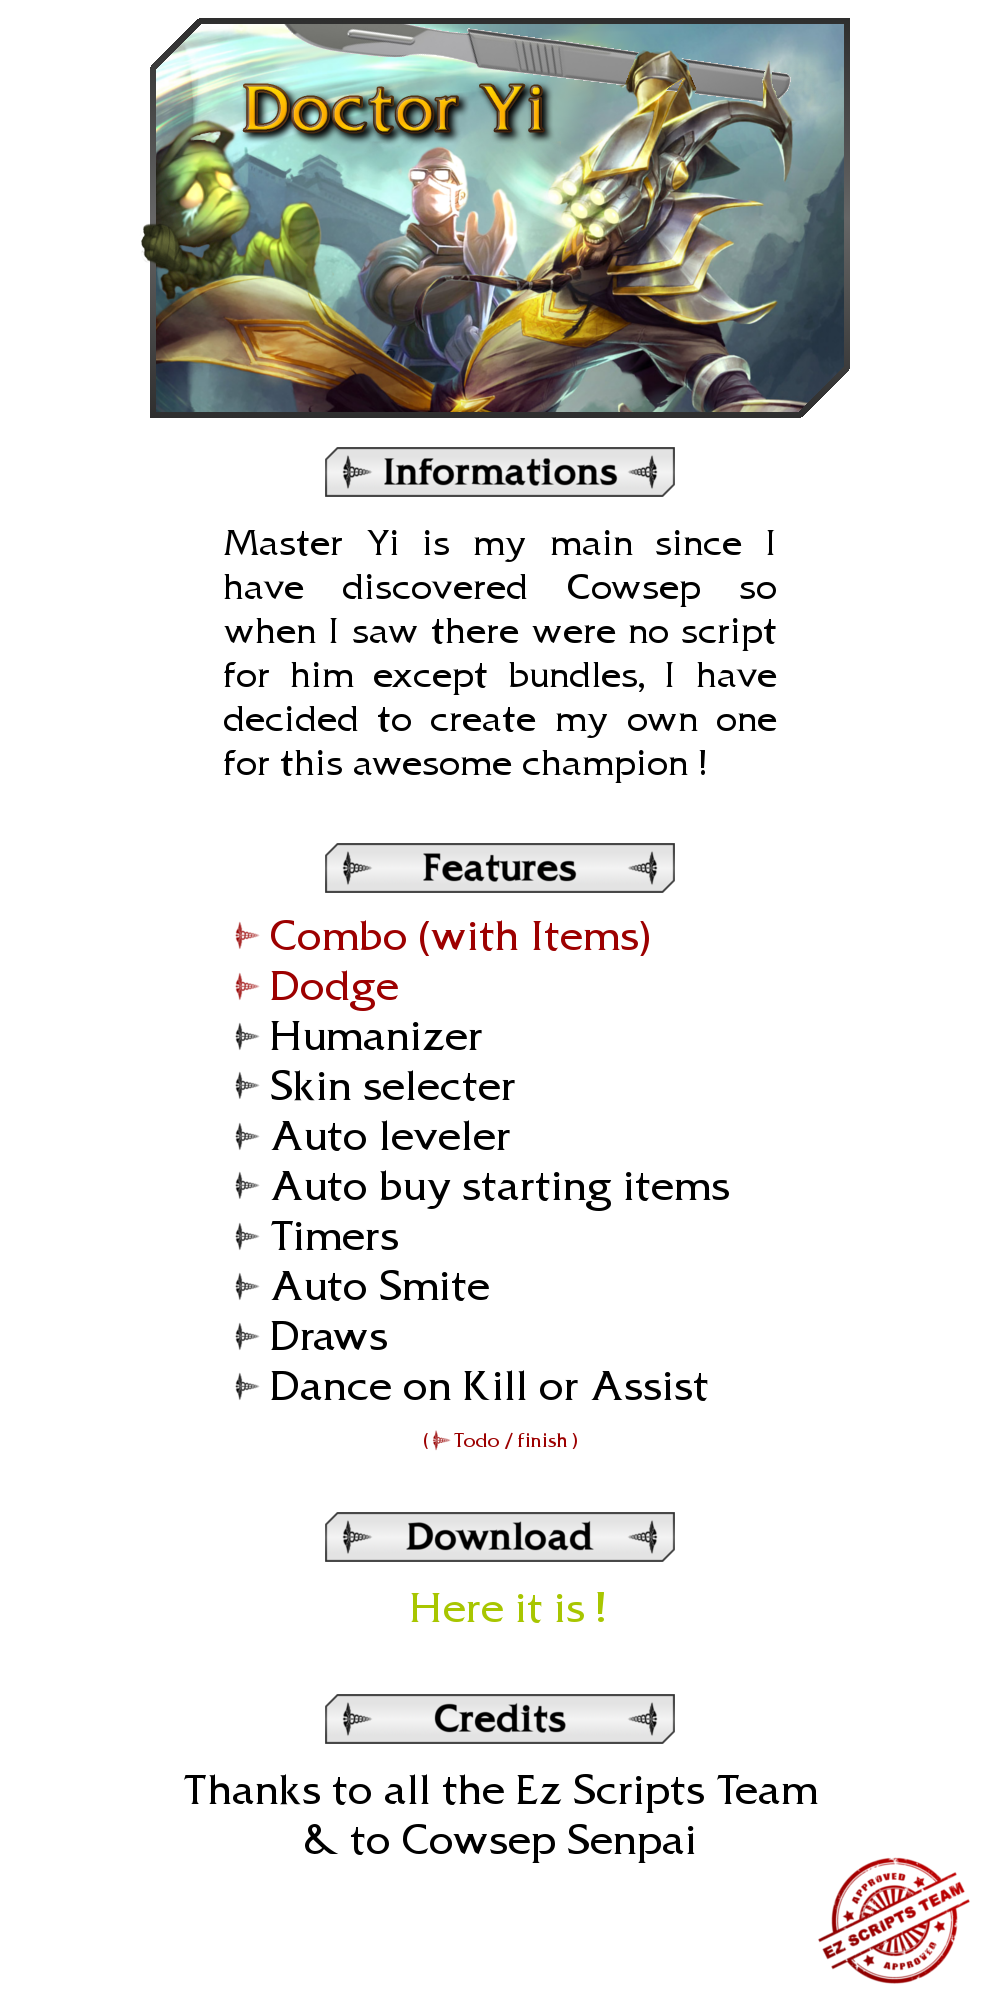 Doctor Yi
Informations
Master Yi is my main since I
have discovered Cowsep so
when I saw there were no script
for him except bundles, I have
decided to create my own one
for this awesome champion !
Features
Combo (with Items)
Dodge
Humanizer
Skin selecter
Auto leveler
Auto buy starting items
Timers
Auto Smite
Draws
Dance on Kill or Assist
( Todo / finish )
Download
Here it is !
Credits
Thanks to all the Ez Scripts Team
& to Cowsep Senpai
APPROVED
EZ SCRIPTS TEAM
APPROVED